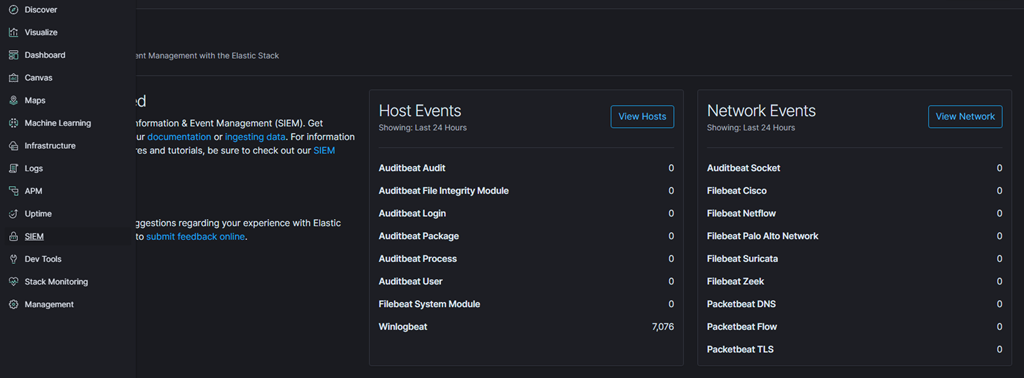 Discover
Visualize
Dashboard
Canvas
Maps
Machine Learning
Infrastructure
Logs
APM
Uptime
SIEM
Dev Tools
Stack Monitoring
Management
Event Management with the Elastic Stack
nformation & Event Management (SIEM). Get
documentation or ingesting data. For information
res and tutorials, be sure to check out our SIEM
ggestions regarding your experience with Elastic
to submit feedback online.
Host Events
Showing: Last 24 Hours
View Hosts
Auditbeat Audit 0
Auditbeat File Integrity Module 0
Auditbeat Login 0
Auditbeat Package 0
Auditbeat Process 0
Auditbeat User 0
Filebeat System Module 0
Winlogbeat 7,076
Network Events
Showing: Last 24 Hours
View Network
Auditbeat Socket 0
Filebeat Cisco 0
Filebeat Netflow 0
Filebeat Palo Alto Network 0
Filebeat Suricata 0
Filebeat Zeek 0
Packetbeat DNS 0
Packetbeat Flow 0
Packetbeat TLS 0